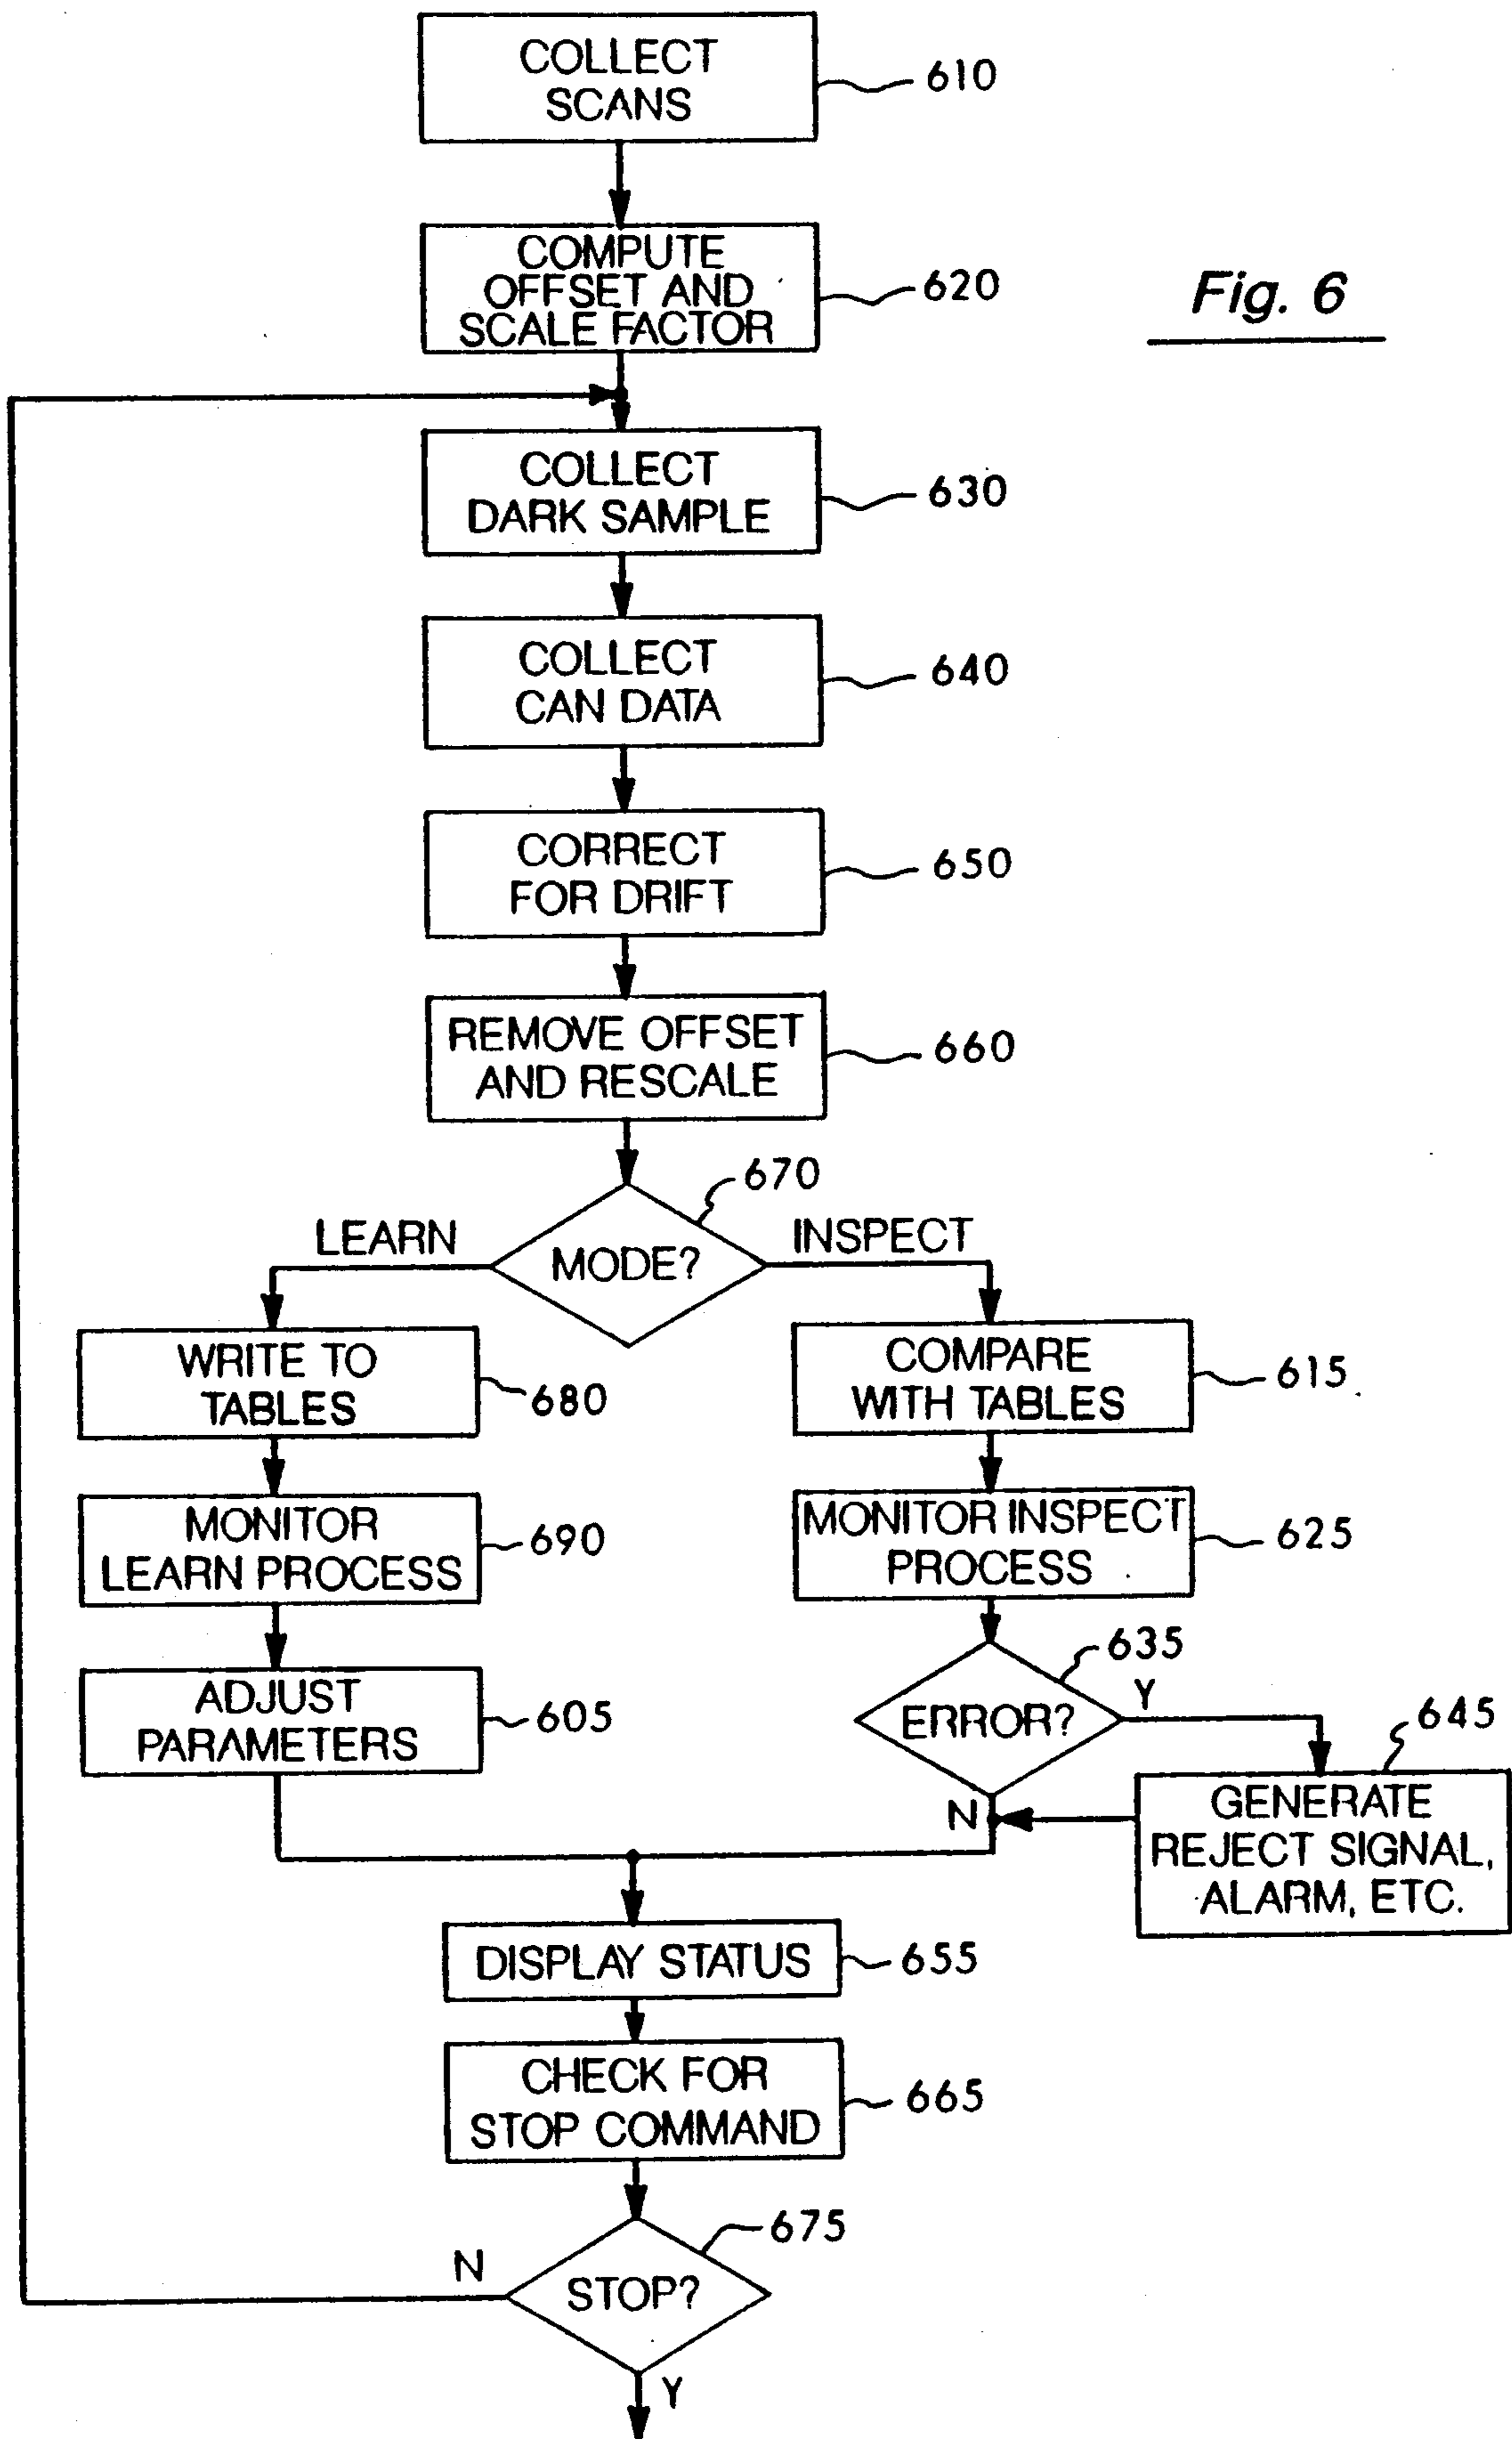 COLLECT
SCANS
610
COMPUTE
OFFSET AND
SCALE FACTOR
620
Fig. 6
COLLECT
DARK SAMPLE
630
COLLECT
CAN DATA
640
CORRECT
FOR DRIFT
650
REMOVE OFFSET
AND RESCALE
660
670
LEARN
MODE?
INSPECT
WRITE TO
TABLES
680
COMPARE
WITH TABLES
615
MONITOR
LEARN PROCESS
690
MONITOR INSPECT
PROCESS
625
ADJUST
PARAMETERS
605
635
ERROR?
Y
645
N
GENERATE
REJECT SIGNAL,
ALARM, ETC.
DISPLAY STATUS
655
CHECK FOR
STOP COMMAND
665
675
N
STOP?
Y